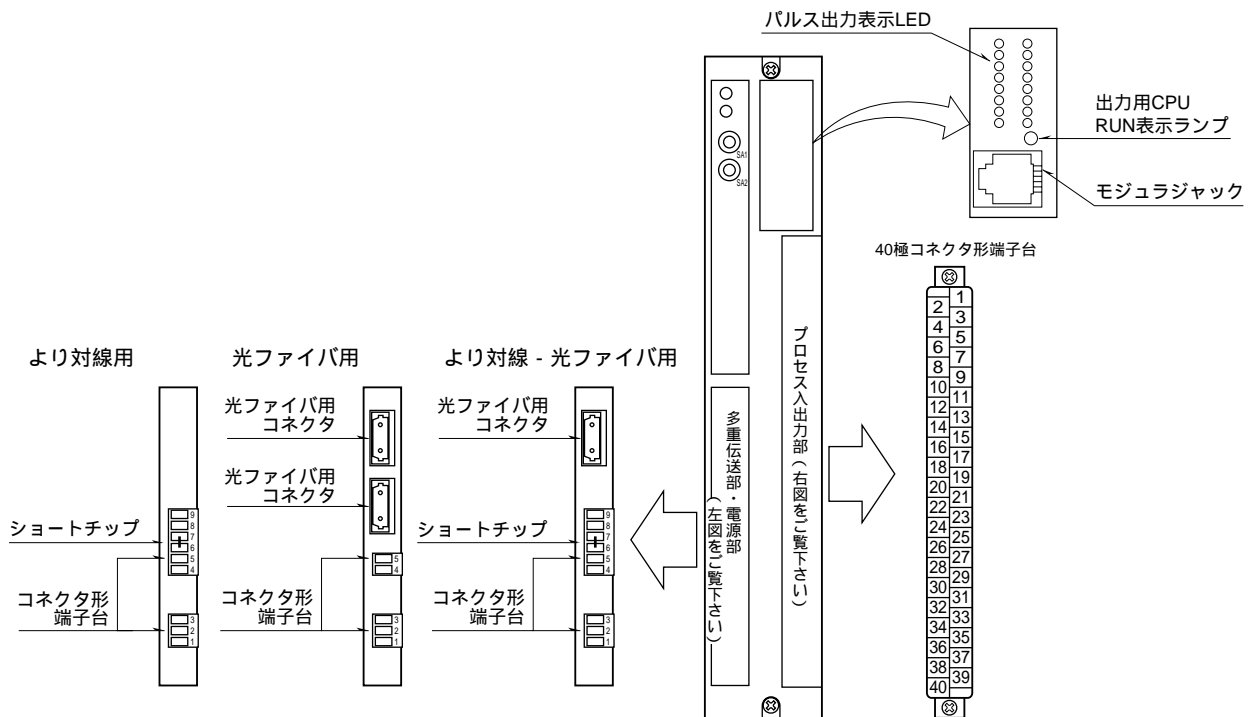 パルス出力表示LED
出力用CPU
RUN表示ランプ
モジュラジャック
SA1
SA2
40極コネクタ形端子台
プロセス入出力部（右図をご覧下さい）
多重伝送部・電源部
（左図をご覧下さい）
より対線用
ショートチップ
コネクタ形
端子台
9
8
7
6
5
4
3
2
1
光ファイバ用
光ファイバ用
コネクタ
光ファイバ用
コネクタ
コネクタ形
端子台
5
4
3
2
1
より対線 - 光ファイバ用
光ファイバ用
コネクタ
ショートチップ
コネクタ形
端子台
9
8
7
6
5
4
3
2
1
1
2
3
4
5
6
7
8
9
10
11
12
13
14
15
16
17
18
19
20
21
22
23
24
25
26
27
28
29
30
31
32
33
34
35
36
37
38
39
40